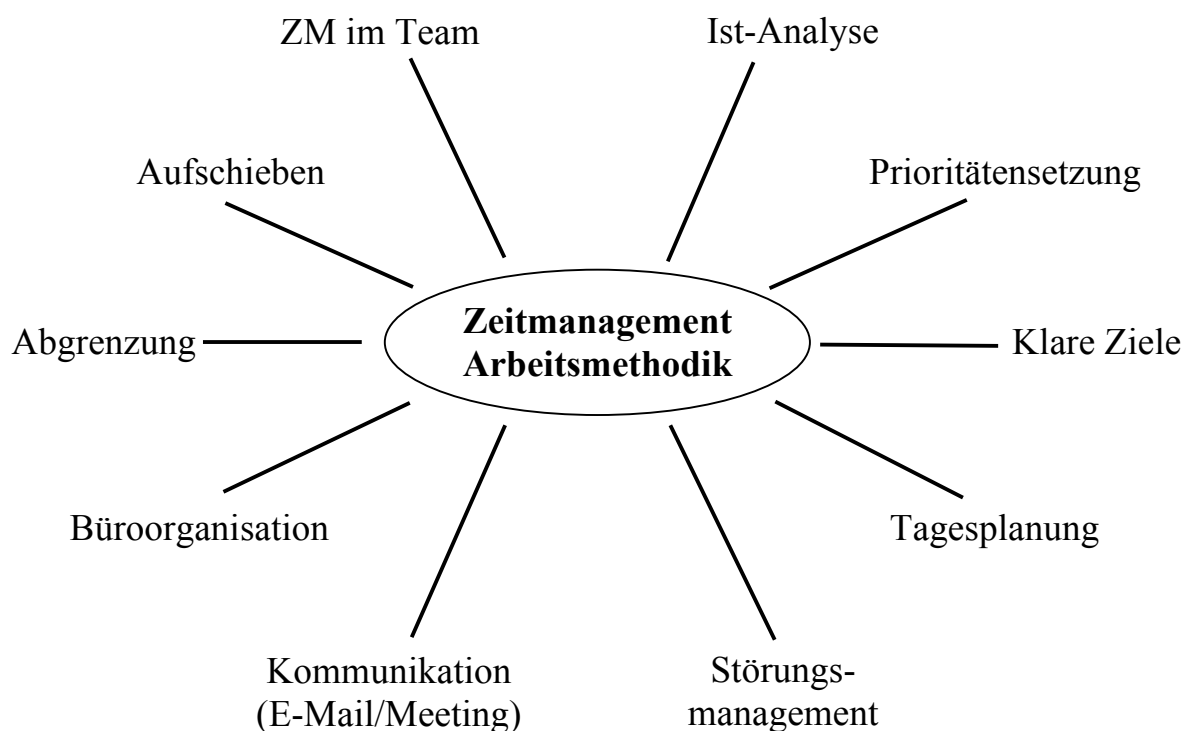 ZM im Team
Ist-Analyse
Aufschieben
Prioritätensetzung
Zeitmanagement
Arbeitsmethodik
Abgrenzung
Klare Ziele
Büroorganisation
Tagesplanung
Kommunikation
(E-Mail/Meeting)
Störungs-
management